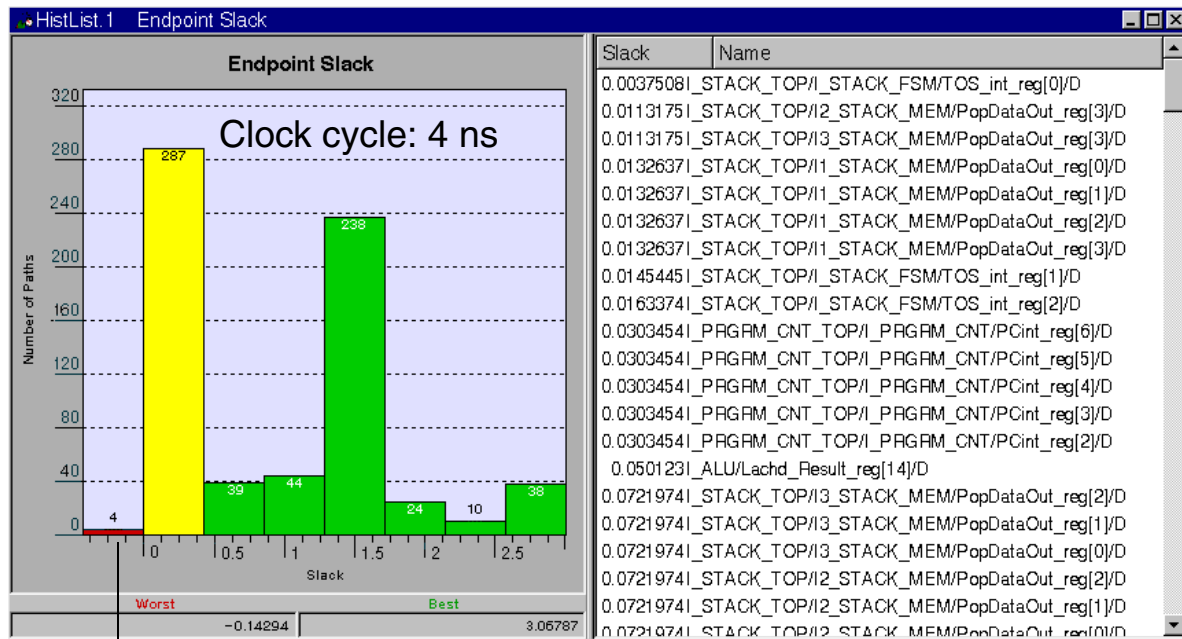 HistList.1 Endpoint Slack
Endpoint Slack
Clock cycle: 4 ns
Number of Paths
320
280
240
200
160
120
80
40
0
4
287
39
44
238
24
10
38
0
0.5
1
1.5
2
2.5
Slack
Worst
Best
-0.14294
3.06787
Slack Name
0.0037508I_STACK_TOP/I_STACK_FSM/TOS_int_reg[0]/D
0.0113175I_STACK_TOP/I2_STACK_MEM/PopDataOut_reg[3]/D
0.0113175I_STACK_TOP/I3_STACK_MEM/PopDataOut_reg[3]/D
0.0132637I_STACK_TOP/I1_STACK_MEM/PopDataOut_reg[0]/D
0.0132637I_STACK_TOP/I1_STACK_MEM/PopDataOut_reg[1]/D
0.0132637I_STACK_TOP/I1_STACK_MEM/PopDataOut_reg[2]/D
0.0132637I_STACK_TOP/I1_STACK_MEM/PopDataOut_reg[3]/D
0.0145445I_STACK_TOP/I_STACK_FSM/TOS_int_reg[1]/D
0.0163374I_STACK_TOP/I_STACK_FSM/TOS_int_reg[2]/D
0.0303454I_PRGRM_CNT_TOP/I_PRGRM_CNT/PCint_reg[6]/D
0.0303454I_PRGRM_CNT_TOP/I_PRGRM_CNT/PCint_reg[5]/D
0.0303454I_PRGRM_CNT_TOP/I_PRGRM_CNT/PCint_reg[4]/D
0.0303454I_PRGRM_CNT_TOP/I_PRGRM_CNT/PCint_reg[3]/D
0.0303454I_PRGRM_CNT_TOP/I_PRGRM_CNT/PCint_reg[2]/D
0.050123I_ALU/Lachd_Result_reg[14]/D
0.0721974I_STACK_TOP/I3_STACK_MEM/PopDataOut_reg[2]/D
0.0721974I_STACK_TOP/I3_STACK_MEM/PopDataOut_reg[1]/D
0.0721974I_STACK_TOP/I3_STACK_MEM/PopDataOut_reg[0]/D
0.0721974I_STACK_TOP/I2_STACK_MEM/PopDataOut_reg[2]/D
0.0721974I_STACK_TOP/I2_STACK_MEM/PopDataOut_reg[1]/D
0.0721974I_STACK_TOP/I2_STACK_MEM/PopDataOut_reg[0]/D